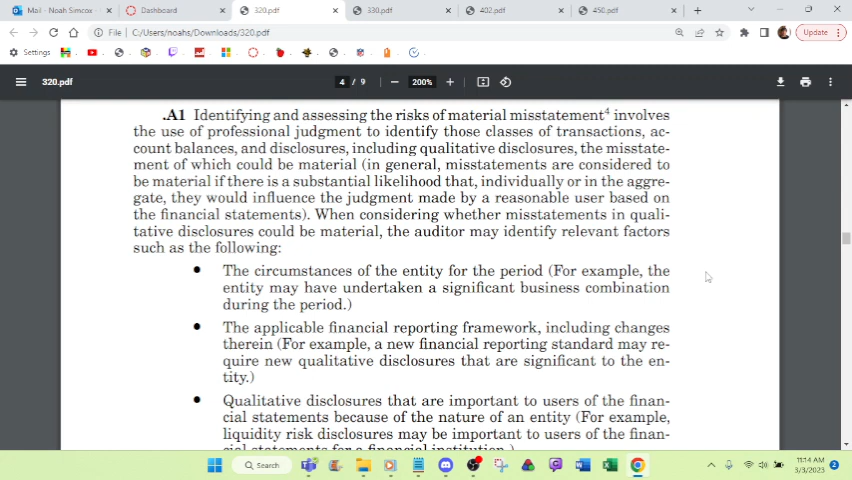 Mail - Noah Simcox -
Dashboard
320.pdf
330.pdf
402.pdf
450.pdf
File | C:/Users/noahs/Downloads/320.pdf
Update
Settings
320.pdf
4 / 9
200%
.A1 Identifying and assessing the risks of material misstatement4 involves
the use of professional judgment to identify those classes of transactions, ac-
count balances, and disclosures, including qualitative disclosures, the misstate-
ment of which could be material (in general, misstatements are considered to
be material if there is a substantial likelihood that, individually or in the aggre-
gate, they would influence the judgment made by a reasonable user based on
the financial statements). When considering whether misstatements in quali-
tative disclosures could be material, the auditor may identify relevant factors
such as the following:
● The circumstances of the entity for the period (For example, the
entity may have undertaken a significant business combination
during the period.)
● The applicable financial reporting framework, including changes
therein (For example, a new financial reporting standard may re-
quire new qualitative disclosures that are significant to the en-
tity.)
● Qualitative disclosures that are important to users of the finan-
cial statements because of the nature of an entity (For example,
liquidity risk disclosures may be important to users of the finan-
cial statements for a financial institution.)
Search
11:14 AM
3/3/2023
2